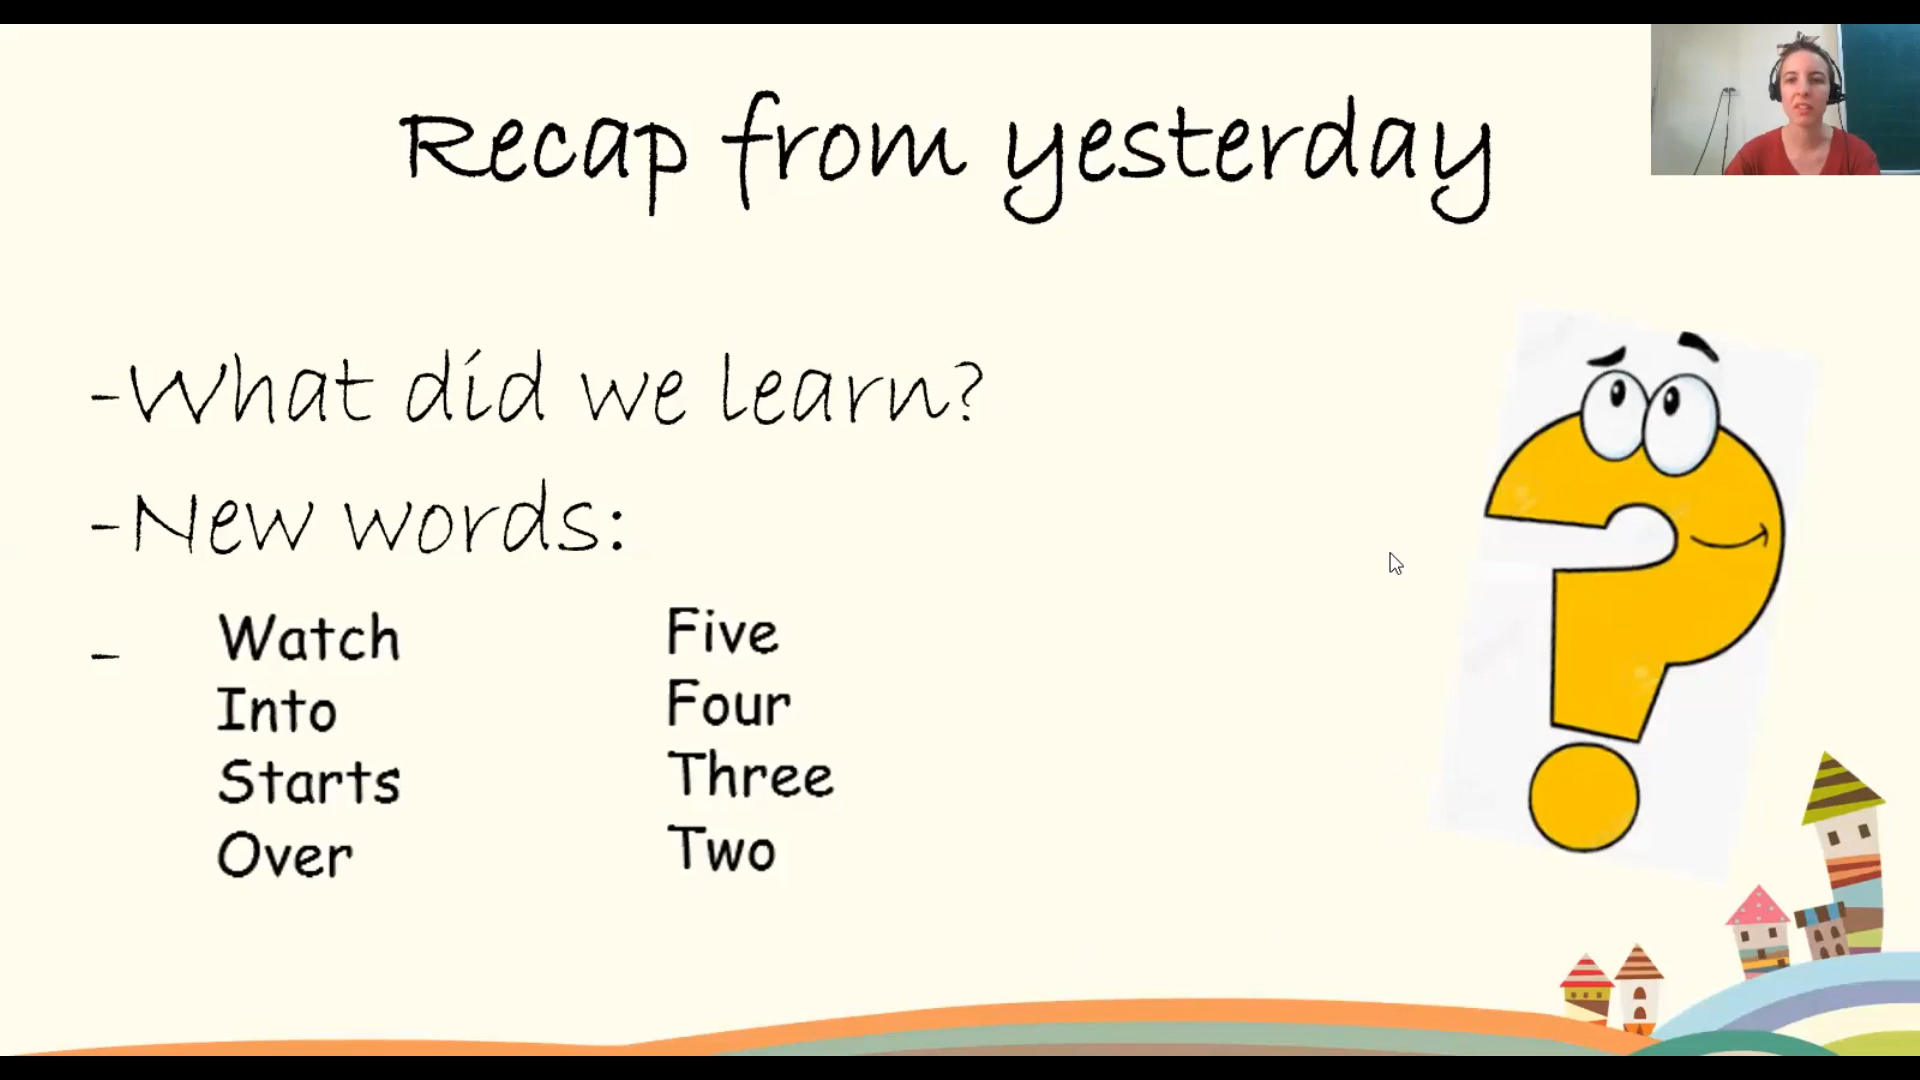 Recap from yesterday
-What did we learn?
-New words:
-
Watch
Into
Starts
Over
Five
Four
Three
Two